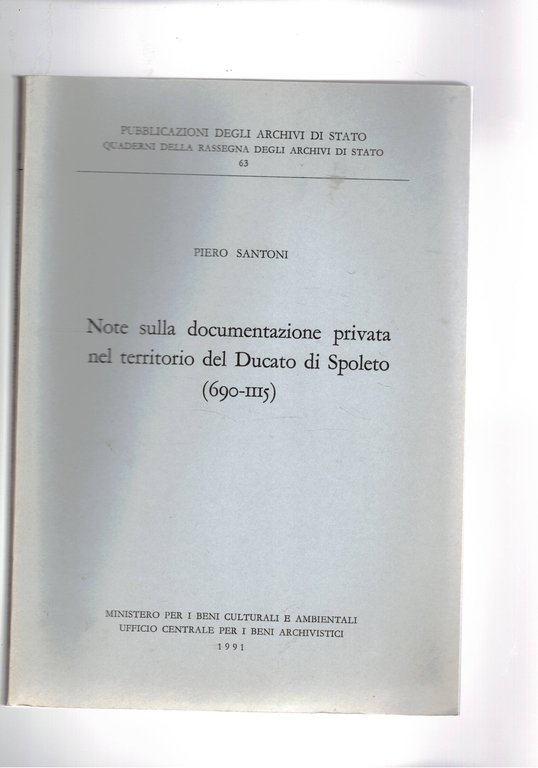 PUBBLICAZIONI DEGLI ARCHIVI DI STATO
QUADERNI DELLA RASSEGNA DEGLI ARCHIVI DI STATO
63
PIERO SANTONI
Note sulla documentazione privata
nel territorio del Ducato di Spoleto
(690-1115)
MINISTERO PER I BENI CULTURALI E AMBIENTALI
UFFICIO CENTRALE PER I BENI ARCHIVISTICI
1991